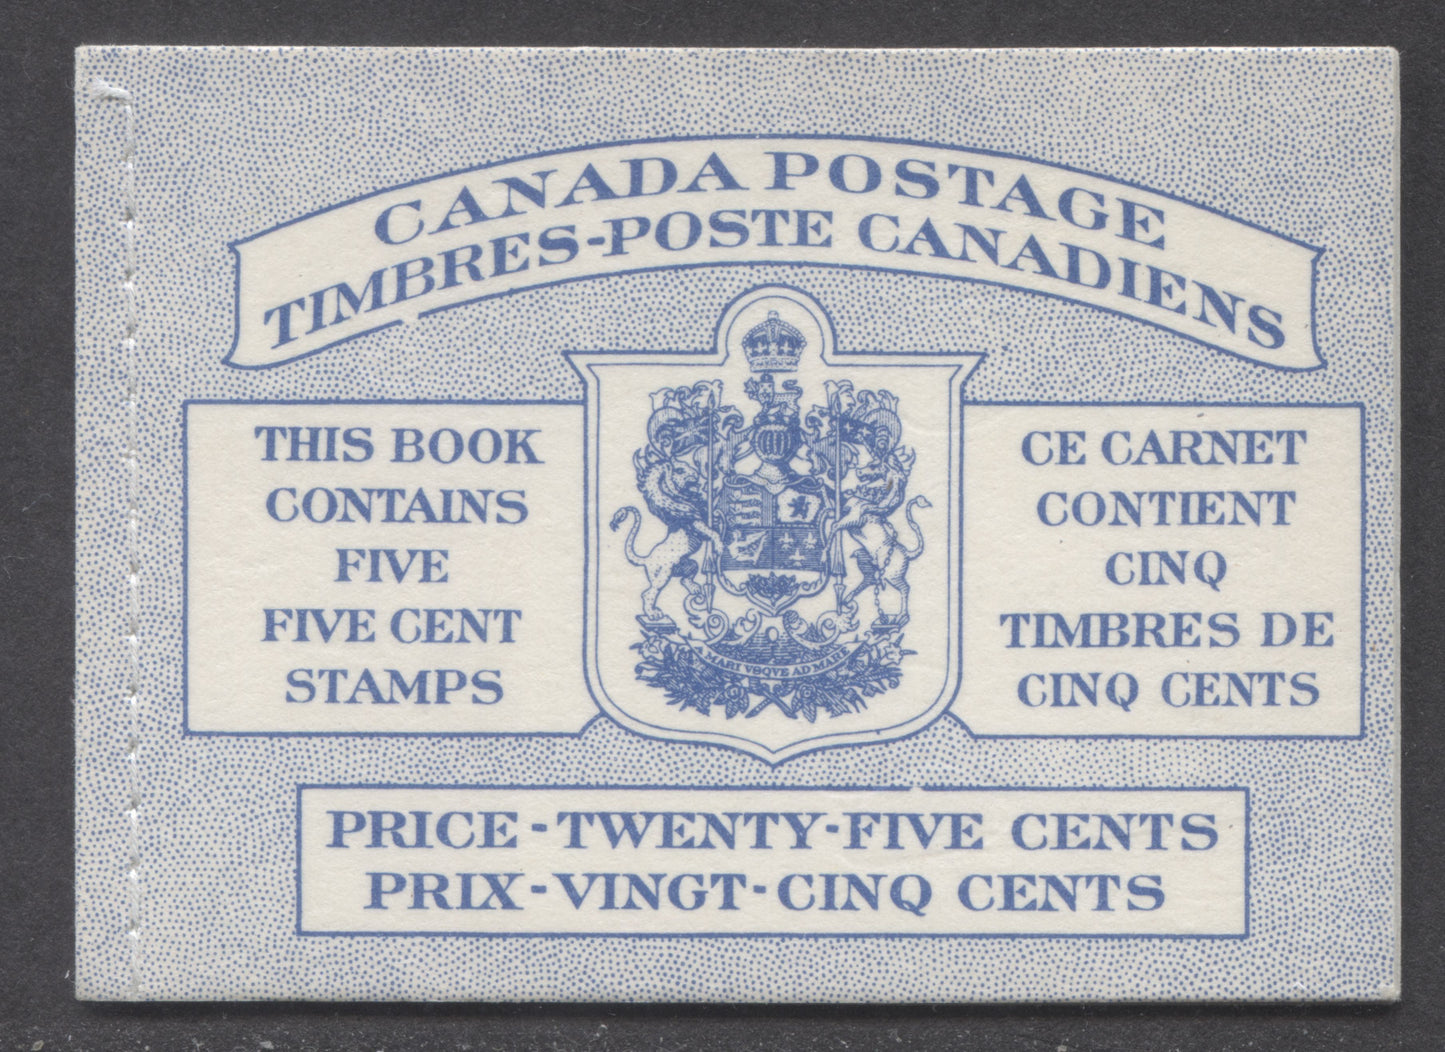 CANADA POSTAGE
TIMBRES-POSTE CANADIENS
THIS BOOK
CONTAINS
FIVE
FIVE CENT
STAMPS
A MARI VSQVE AD MARE
CE CARNET
CONTIENT
CINQ
TIMBRES DE
CINQ CENTS
PRICE - TWENTY-FIVE CENTS
PRIX - VINGT - CINQ CENTS